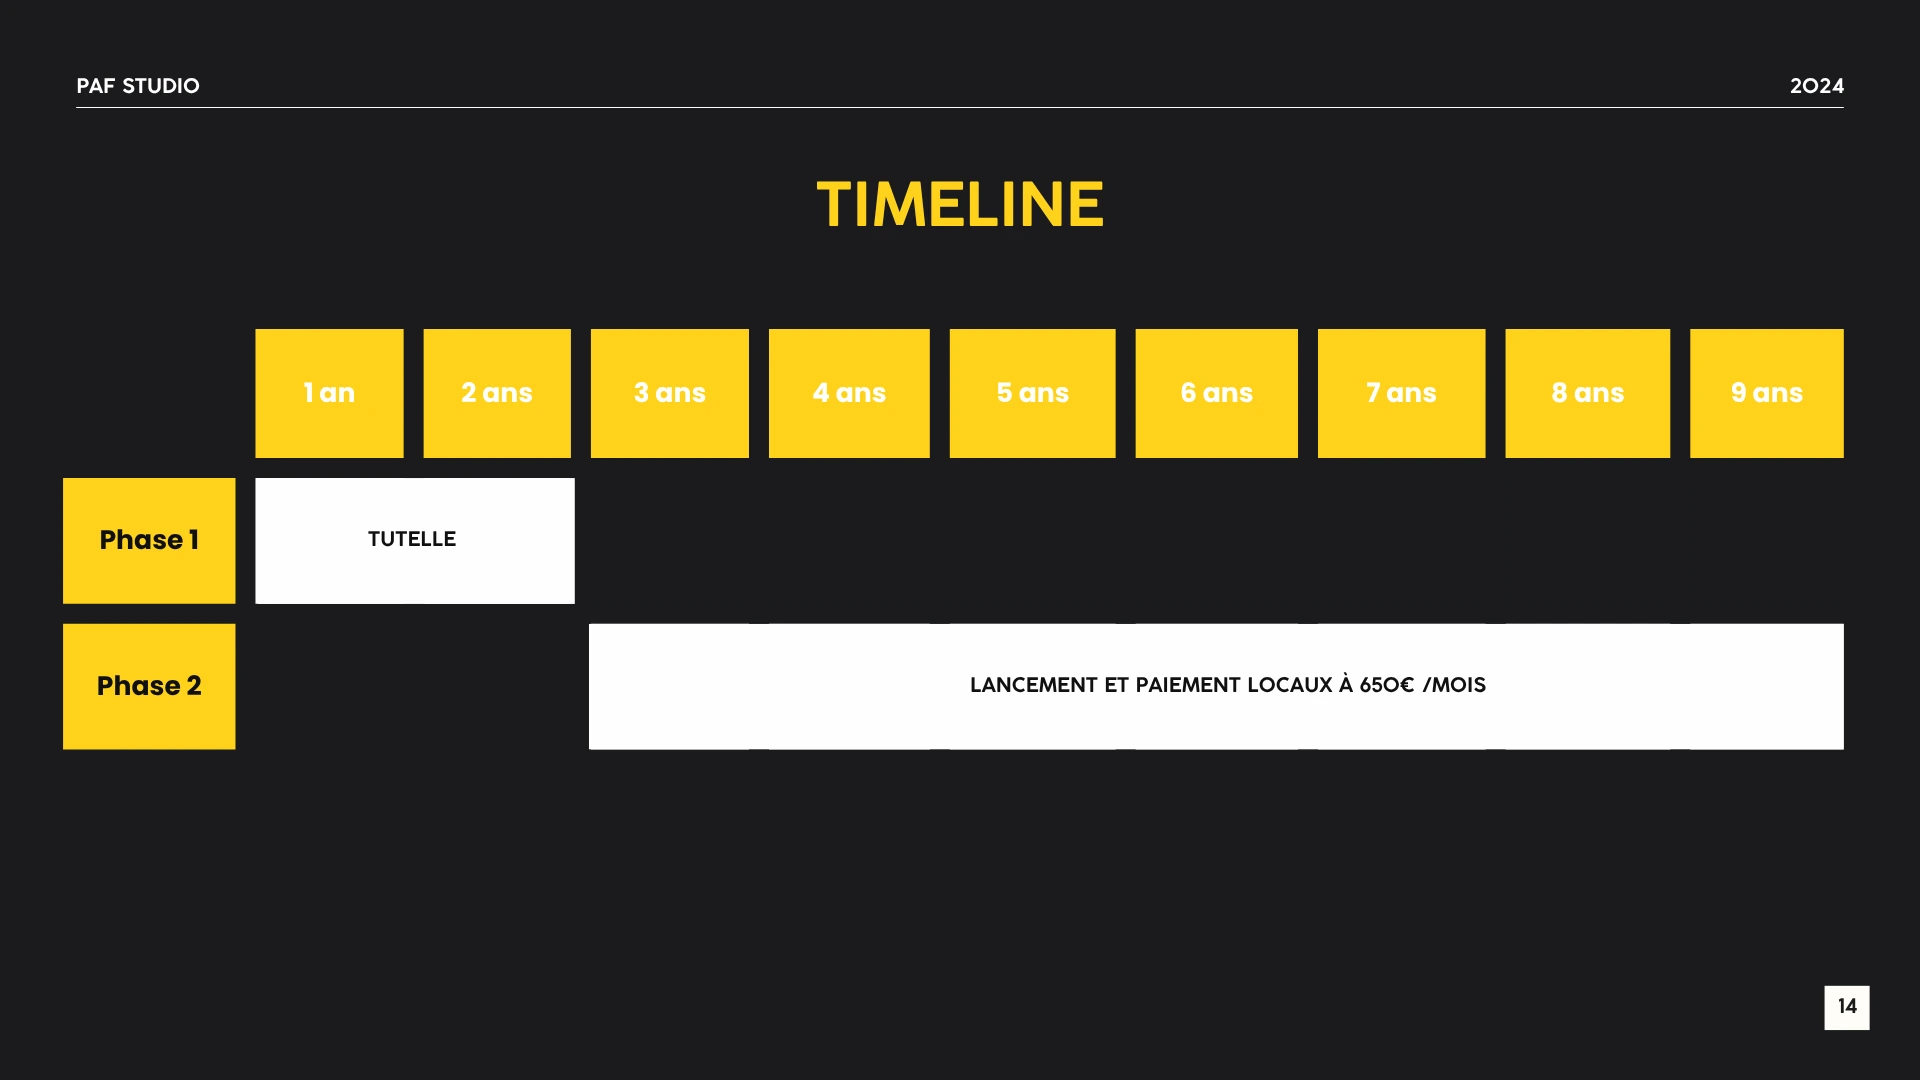 PAF STUDIO
2024
TIMELINE
1 an
2 ans
3 ans
4 ans
5 ans
6 ans
7 ans
8 ans
9 ans
Phase 1
TUTELLE
Phase 2
LANCEMENT ET PAIEMENT LOCAUX À 650€ /MOIS
14